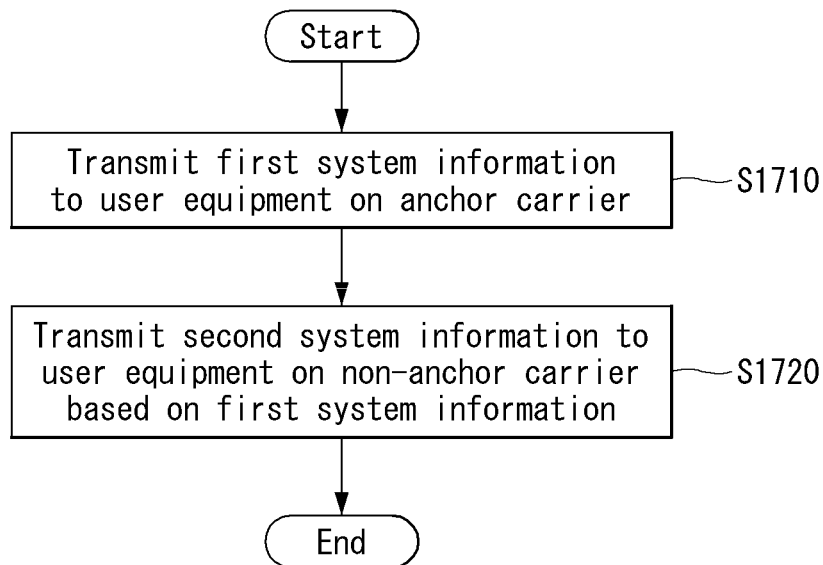 Start
Transmit first system information
to user equipment on anchor carrier
S1710
Transmit second system information to
user equipment on non-anchor carrier
based on first system information
S1720
End